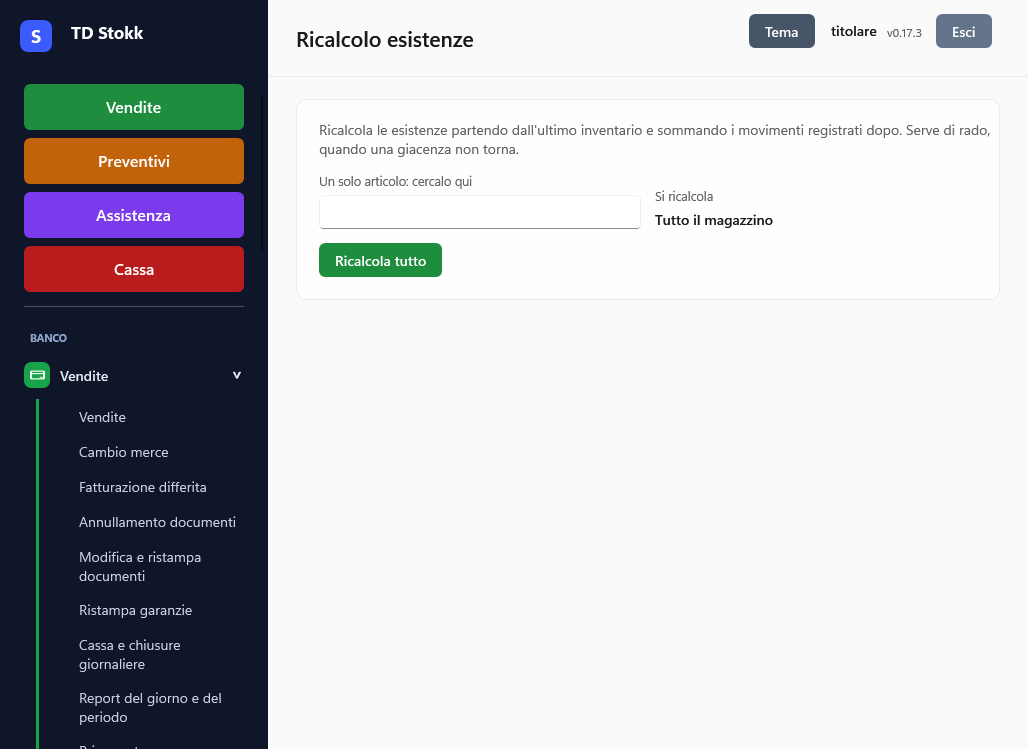 S
TD Stokk
Vendite
Preventivi
Assistenza
Cassa
BANCO
Vendite
Vendite
Cambio merce
Fatturazione differita
Annullamento documenti
Modifica e ristampa
documenti
Ristampa garanzie
Cassa e chiusure
giornaliere
Report del giorno e del
periodo
Ricalcolo esistenze
Tema
titolare
v0.17.3
Esci
Ricalcola le esistenze partendo dall'ultimo inventario e sommando i movimenti registrati dopo. Serve di rado,
quando una giacenza non torna.
Un solo articolo: cercalo qui
Si ricalcola
Tutto il magazzino
Ricalcola tutto